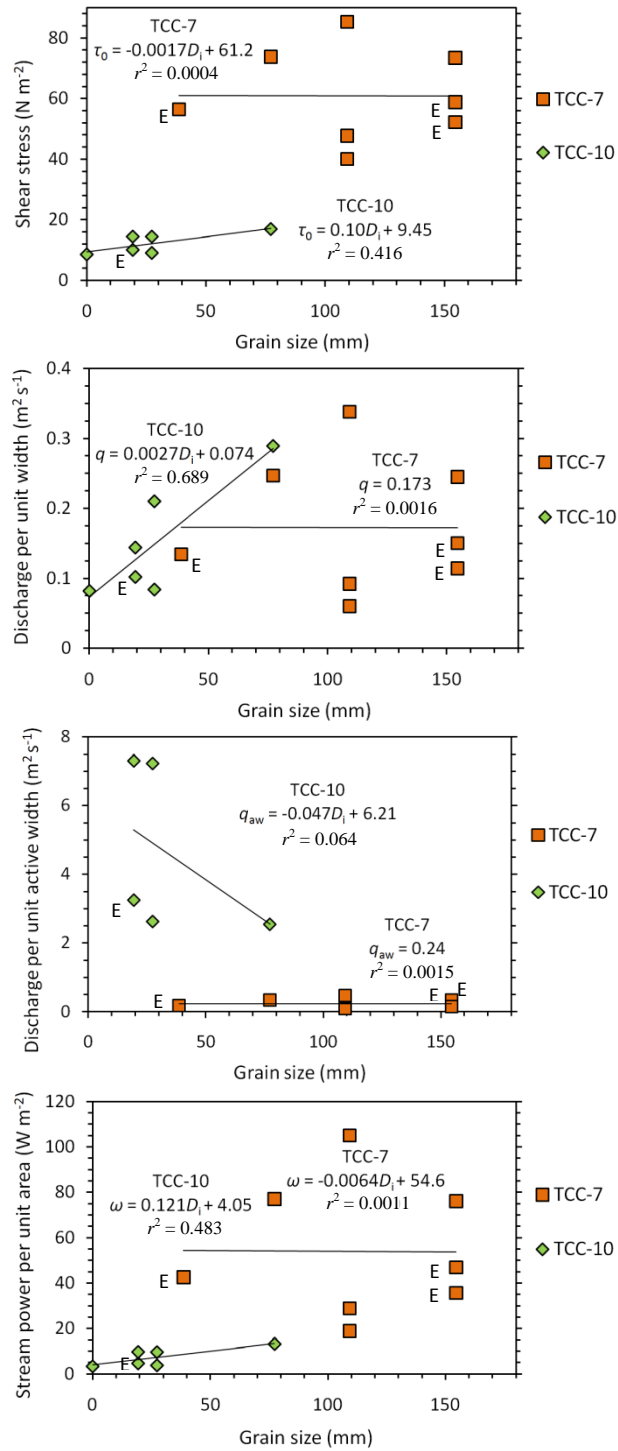 TCC-7
τ0 = -0.0017Di + 61.2
r² = 0.0004
80
60
40
20
0
Shear stress (N m⁻²)
E
E
E
E
TCC-10
τ0 = 0.10Di + 9.45
r² = 0.416
TCC-7
TCC-10
0
50
100
150
Grain size (mm)
0.4
0.3
0.2
0.1
0
Discharge per unit width (m² s⁻¹)
TCC-10
q = 0.0027Di + 0.074
r² = 0.689
TCC-7
q = 0.173
r² = 0.0016
E
E
E
E
TCC-7
TCC-10
0
50
100
150
Grain size (mm)
8
6
4
2
0
Discharge per unit active width (m² s⁻¹)
TCC-10
qaw = -0.047Di + 6.21
r² = 0.064
E
TCC-7
qaw = 0.24
r² = 0.0015
E
E
E
TCC-7
TCC-10
0
50
100
150
Grain size (mm)
120
100
80
60
40
20
0
Stream power per unit area (W m⁻²)
TCC-7
ω = -0.0064Di + 54.6
r² = 0.0011
TCC-10
ω = 0.121Di + 4.05
r² = 0.483
E
E
E
E
TCC-7
TCC-10
0
50
100
150
Grain size (mm)